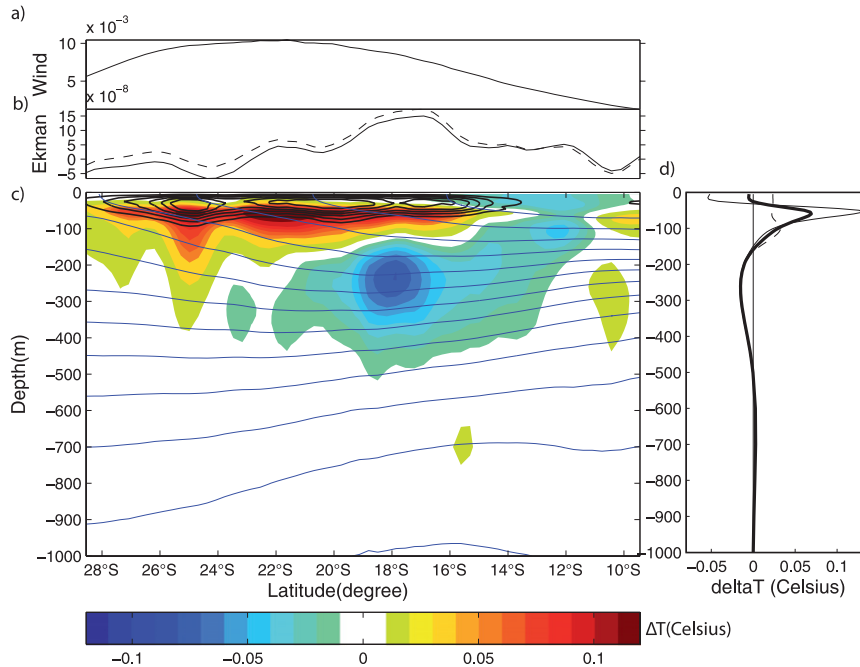 a)
x 10⁻³
10
5
Wind
x 10⁻⁸
b)
15
10
5
0
−5
Ekman
c)
d)
0
−100
−200
−300
−400
−500
−600
−700
−800
−900
−1000
Depth(m)
28°S 26°S 24°S 22°S 20°S 18°S 16°S 14°S 12°S 10°S
Latitude(degree)
0
−100
−200
−300
−400
−500
−600
−700
−800
−900
−1000
−0.05 0 0.05 0.1
deltaT (Celsius)
−0.1 −0.05 0 0.05 0.1
ΔT(Celsius)